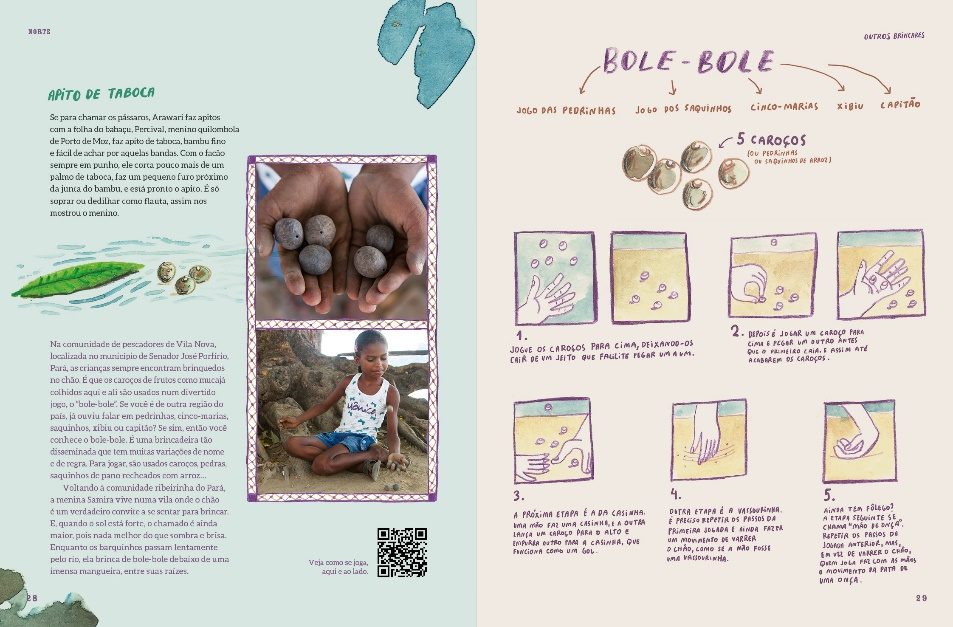 NORTE
APITO DE TABOCA
Se para chamar os pássaros, Arawari faz apitos
com a folha do babaçu, Percival, menino quilombola
de Porto de Moz, faz apito de taboca, bambu fino
e fácil de achar por aquelas bandas. Com o facão
sempre em punho, ele corta pouco mais de um
palmo de taboca, faz um pequeno furo próximo
da junca do bambu, e está pronto o apito. É só
soprar ou dedilhar como flauta, assim nos
mostrou o menino.
Na comunidade de pescadores de Vila Nova,
localizada no município de Senador José Porfírio,
Pará, as crianças sempre encontram brinquedos
no chão. É que os caroços de frutos como mucajá
colhidos aqui e ali são usados num divertido
jogo, o "bole-bole". Se você é de outra região do
país, já ouviu falar em pedrinhas, cinco-marias,
saquinhos, xibiu ou capitão? Se sim, então você
conhece o bole-bole. É uma brincadeira tão
disseminada que tem muitas variações de nome
e de regra. Para jogar, são usados caroços, pedras,
saquinhos de pano recheados com arroz...
Voltando à comunidade ribeirinha do Pará,
a menina Samira vive numa vila onde o chão
é um verdadeiro convite a se sentar para brincar.
E, quando o sol está forte, o chamado é ainda
maior, pois nada melhor do que sombra e brisa.
Enquanto os barquinhos passam lentamente
pelo rio, ela brinca de bole-bole debaixo de uma
imensa mangueira, entre suas raízes.
Veja como se joga,
aqui e ao lado.
28
OUTROS BRINCARES
BOLE-BOLE
JOGO DAS PEDRINHAS JOGO DOS SAQUINHOS CINCO-MARIAS XIBIU CAPITÃO
5 CAROÇOS
(OU PEDRINHAS
OU SAQUINHOS DE ARROZ)
1.
JOGUE OS CAROÇOS PARA CIMA, DEIXANDO-OS
CAIR DE UM JEITO QUE FACILITE PEGAR UM A UM.
2. DEPOIS É JOGAR UM CAROÇO PARA
CIMA E PEGAR UM OUTRO ANTES
QUE O PRIMEIRO CAIA. E ASSIM ATÉ
ACABAREM OS CAROÇOS.
3.
A PRÓXIMA ETAPA É A DA CASINHA.
UMA MÃO FAZ UMA CASINHA, E A OUTRA
LANÇA UM CAROÇO PARA O ALTO E
EMPURRA OUTRO PARA A CASINHA, QUE
FUNCIONA COMO UM GOL.
4.
OUTRA ETAPA É A VASSOURINHA.
É PRECISO REPETIR OS PASSOS DA
PRIMEIRA JOGADA E AINDA FAZER
UM MOVIMENTO DE VARRER
O CHÃO, COMO SE A MÃO FOSSE
UMA VASSOURINHA.
5.
AINDA TEM FÔLEGO?
A ETAPA SEGUINTE SE
CHAMA "MÃO DE ONÇA".
REPETIR OS PASSOS DE
JOGADA ANTERIOR, MAS,
EM VEZ DE VARRER O CHÃO,
QUEM JOGA FAZ COM AS MÃOS
O MOVIMENTO DA PATA DE
UMA ONÇA.
29